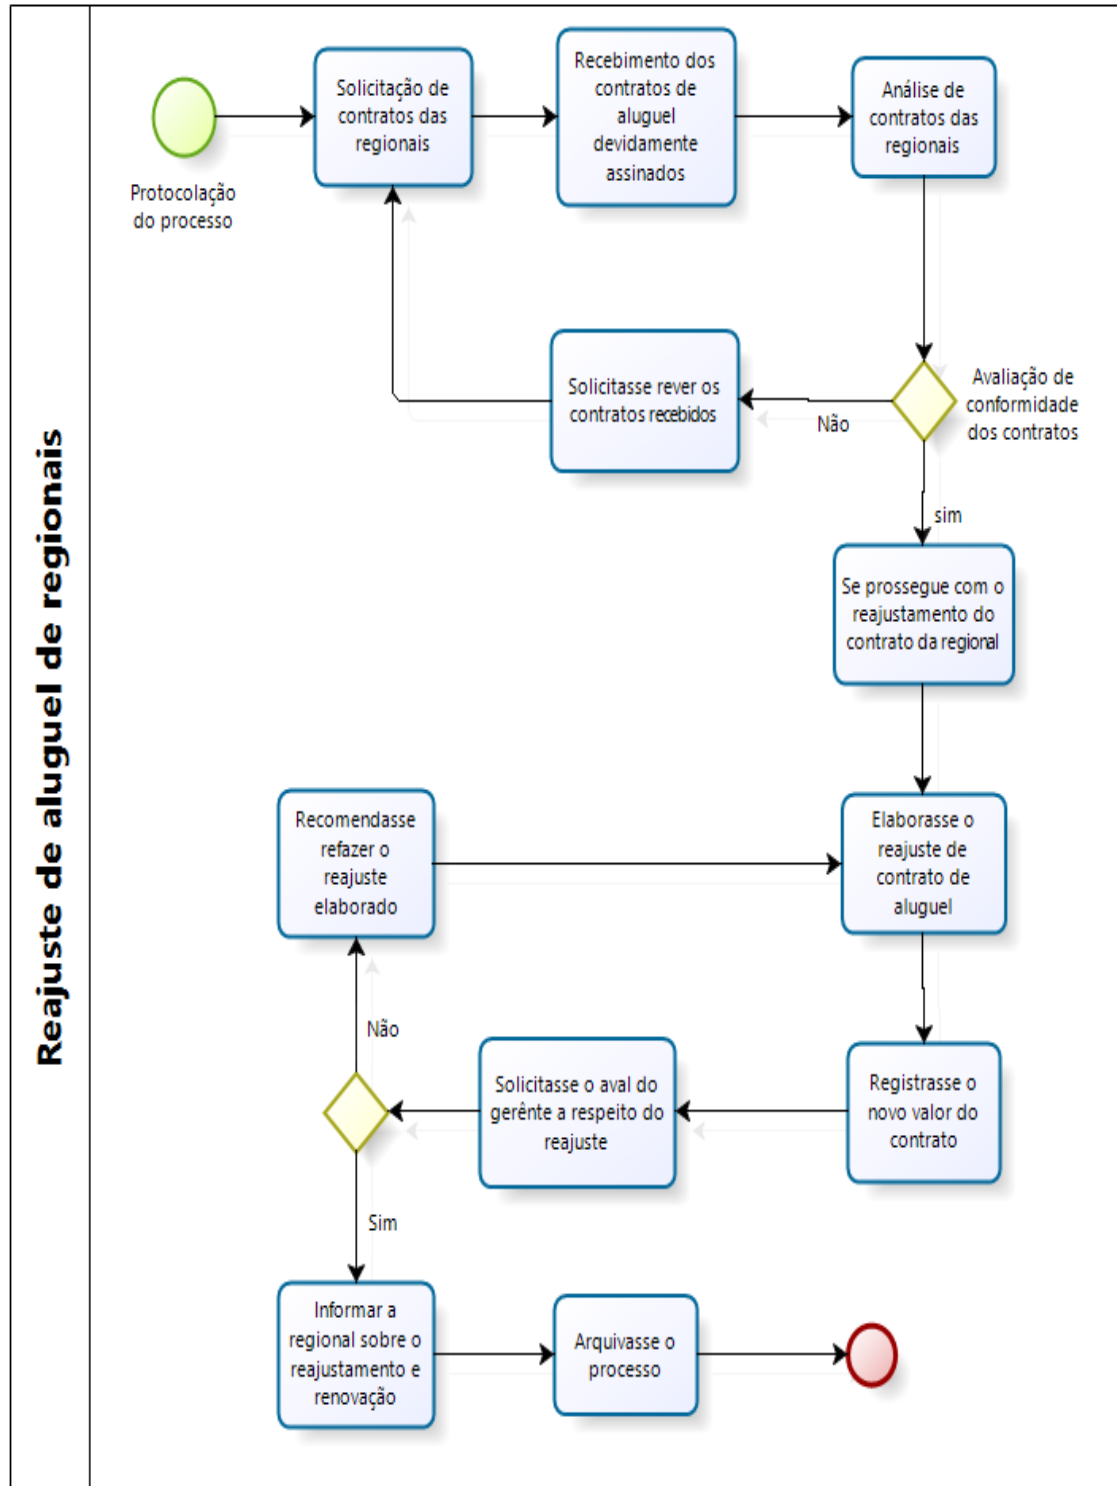 Reajuste de aluguel de regionais
Protocolação
do processo
Solicitação de
contratos das
regionais
Recebimento dos
contratos de
aluguel
devidamente
assinados
Análise de
contratos das
regionais
Avaliação de
conformidade
dos contratos
Não
Solicitasse rever os
contratos recebidos
sim
Se prossegue com o
reajustamento do
contrato da regional
Elaborasse o
reajuste de
contrato de
aluguel
Registrasse o
novo valor do
contrato
Solicitasse o aval do
gerênte a respeito do
reajuste
Não
Recomendasse
refazer o
reajuste
elaborado
Sim
Informar a
regional sobre o
reajustamento e
renovação
Arquivasse o
processo